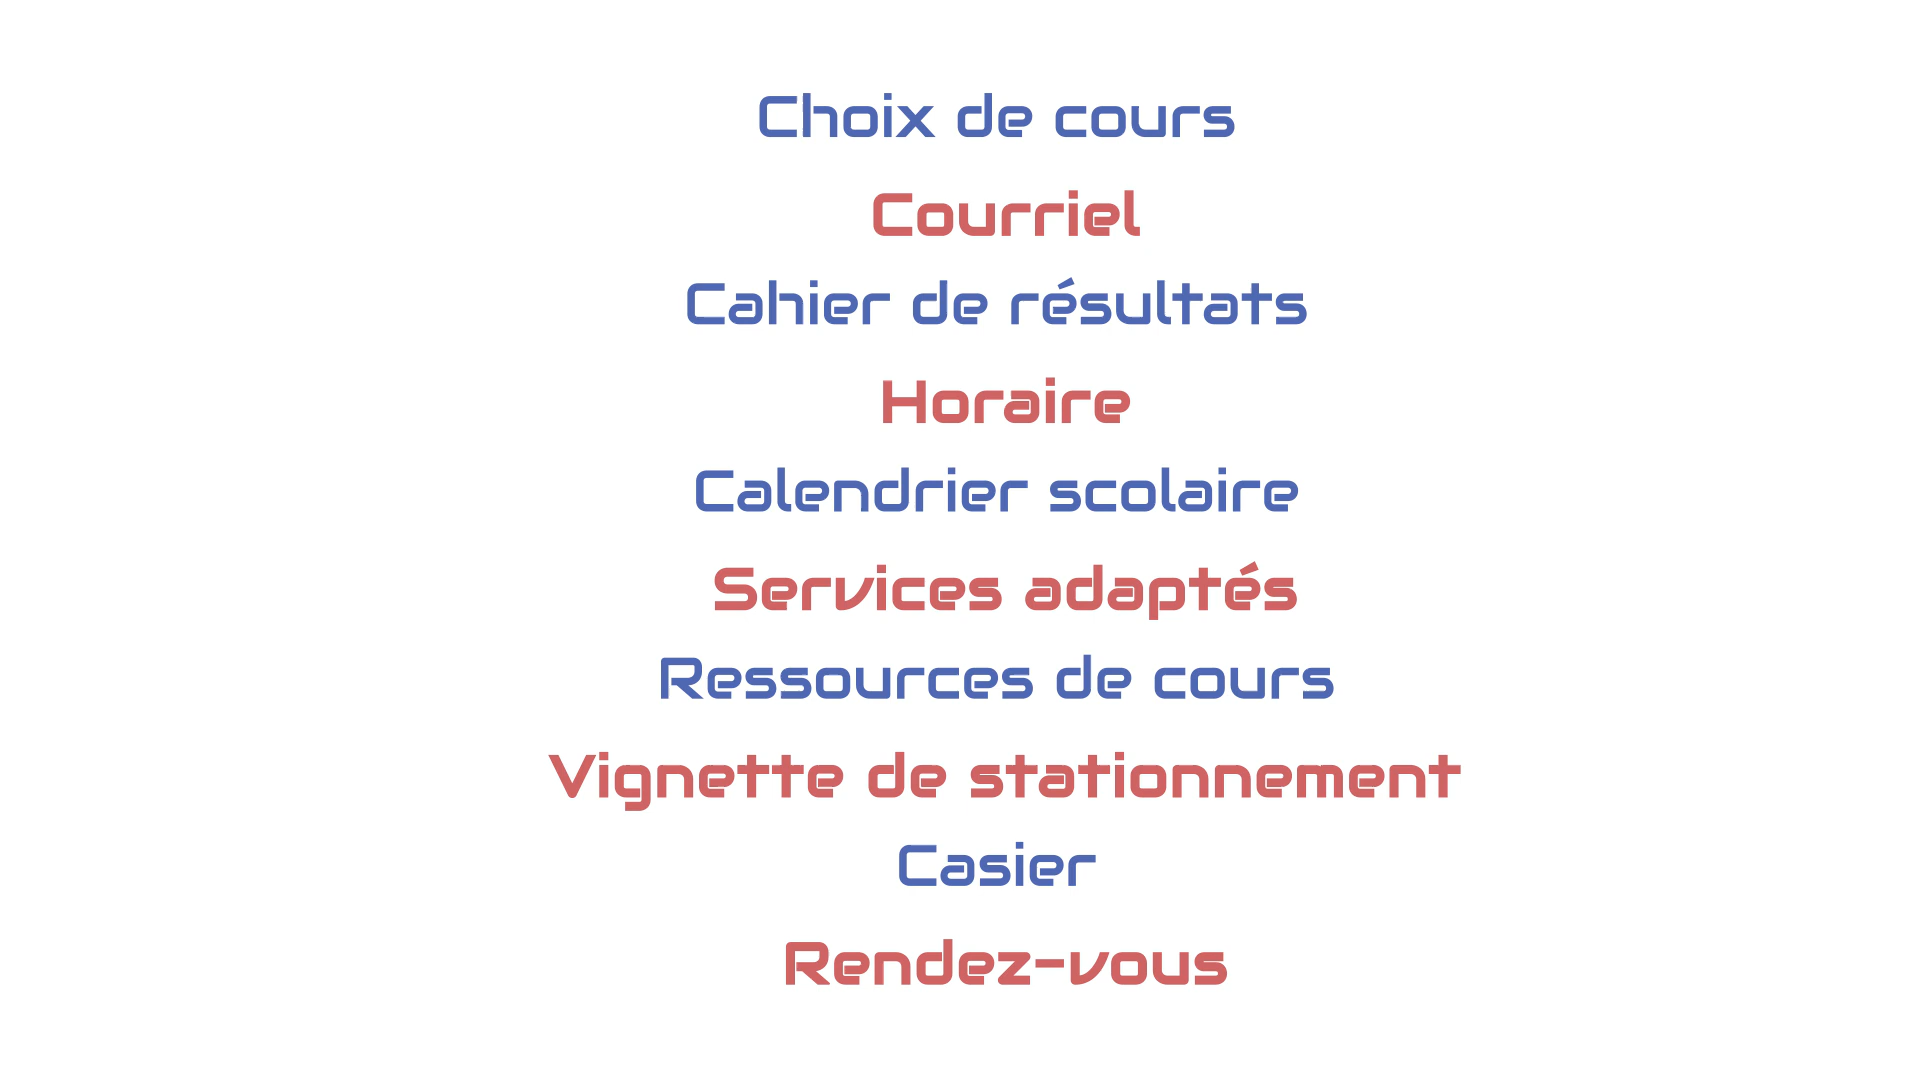 Choix de cours
Courriel
Cahier de résultats
Horaire
Calendrier scolaire
Services adaptés
Ressources de cours
Vignette de stationnement
Casier
Rendez-vous